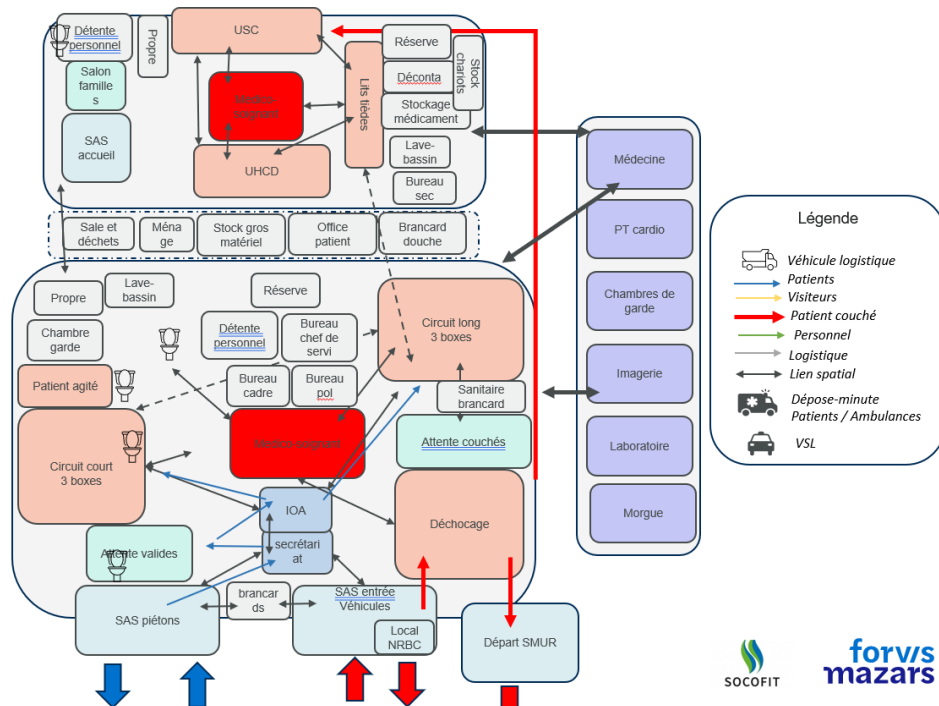 Détente
personnel
Propre
USC
Réserve
Stock
chariots
Salon
famille
s
Médico-
soignant
Lits tièdes
Déconta
Stockage
médicament
SAS
accueil
UHCD
Lave-
bassin
Bureau
sec
Sale et
déchets
Ména
ge
Stock gros
matériel
Office
patient
Brancard
douche
Propre
Lave-
bassin
Réserve
Circuit long
3 boxes
Chambre
garde
Détente
personnel
Bureau
chef de
servi
Patient agité
Bureau
cadre
Bureau
pol
Sanitaire
brancard
Circuit court
3 boxes
Médico-soignant
Attente couchés
IOA
Déchocage
secrétari
at
Attente valides
SAS piétons
brancar
ds
SAS entrée
Véhicules
Local
NRBC
Départ SMUR
Médecine
PT cardio
Chambres de
garde
Imagerie
Laboratoire
Morgue
Légende
Véhicule logistique
Patients
Visiteurs
Patient couché
Personnel
Logistique
Lien spatial
Dépose-minute
Patients / Ambulances
VSL
SOCOFIT
forvis
mazars